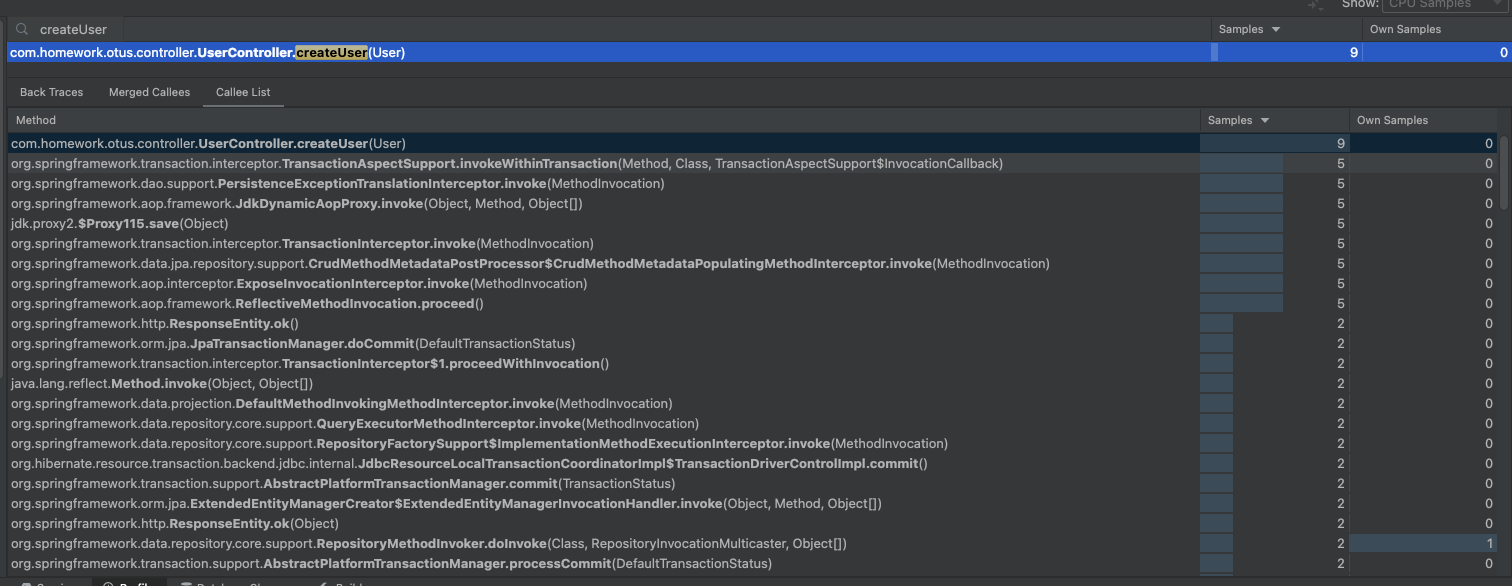 Show: CPU Samples
createUser Samples Own Samples
com.homework.otus.controller.UserController.createUser(User) 9 0
Back Traces Merged Callees Callee List
Method Samples Own Samples
com.homework.otus.controller.UserController.createUser(User) 9 0
org.springframework.transaction.interceptor.TransactionAspectSupport.invokeWithinTransaction(Method, Class, TransactionAspectSupport$InvocationCallback) 5 0
org.springframework.dao.support.PersistenceExceptionTranslationInterceptor.invoke(MethodInvocation) 5 0
org.springframework.aop.framework.JdkDynamicAopProxy.invoke(Object, Method, Object[]) 5 0
jdk.proxy2.$Proxy115.save(Object) 5 0
org.springframework.transaction.interceptor.TransactionInterceptor.invoke(MethodInvocation) 5 0
org.springframework.data.jpa.repository.support.CrudMethodMetadataPostProcessor$CrudMethodMetadataPopulatingMethodInterceptor.invoke(MethodInvocation) 5 0
org.springframework.aop.interceptor.ExposeInvocationInterceptor.invoke(MethodInvocation) 5 0
org.springframework.aop.framework.ReflectiveMethodInvocation.proceed() 5 0
org.springframework.http.ResponseEntity.ok() 2 0
org.springframework.orm.jpa.JpaTransactionManager.doCommit(DefaultTransactionStatus) 2 0
org.springframework.transaction.interceptor.TransactionInterceptor$1.proceedWithInvocation() 2 0
java.lang.reflect.Method.invoke(Object, Object[]) 2 0
org.springframework.data.projection.DefaultMethodInvokingMethodInterceptor.invoke(MethodInvocation) 2 0
org.springframework.data.repository.core.support.QueryExecutorMethodInterceptor.invoke(MethodInvocation) 2 0
org.springframework.data.repository.core.support.RepositoryFactorySupport$ImplementationMethodExecutionInterceptor.invoke(MethodInvocation) 2 0
org.hibernate.resource.transaction.backend.jdbc.internal.JdbcResourceLocalTransactionCoordinatorImpl$TransactionDriverControlImpl.commit() 2 0
org.springframework.transaction.support.AbstractPlatformTransactionManager.commit(TransactionStatus) 2 0
org.springframework.orm.jpa.ExtendedEntityManagerCreator$ExtendedEntityManagerInvocationHandler.invoke(Object, Method, Object[]) 2 0
org.springframework.http.ResponseEntity.ok(Object) 2 0
org.springframework.data.repository.core.support.RepositoryMethodInvoker.doInvoke(Class, RepositoryInvocationMulticaster, Object[]) 2 1
org.springframework.transaction.support.AbstractPlatformTransactionManager.processCommit(DefaultTransactionStatus) 2 0